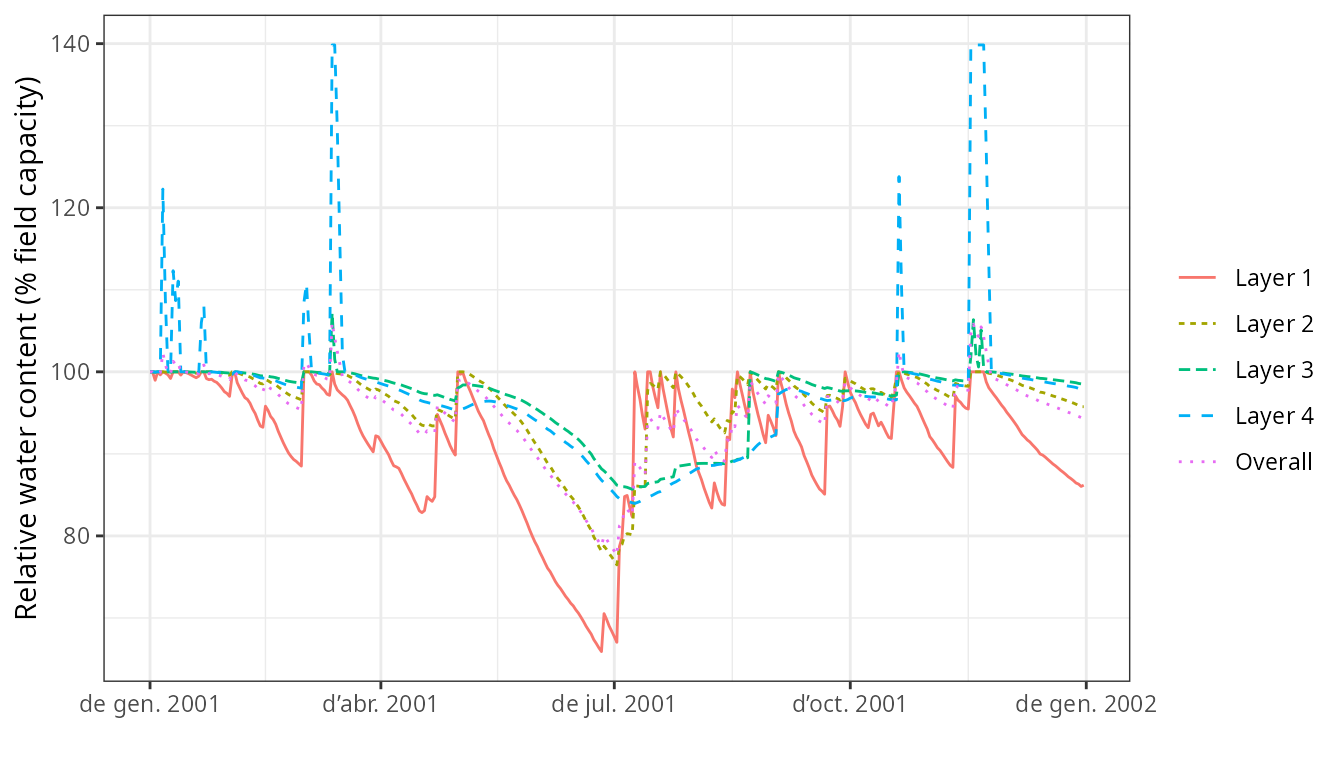 Relative water content (% field capacity)
140
120
100
80
de gen. 2001
d’abr. 2001
de jul. 2001
d’oct. 2001
de gen. 2002
Layer 1
Layer 2
Layer 3
Layer 4
Overall